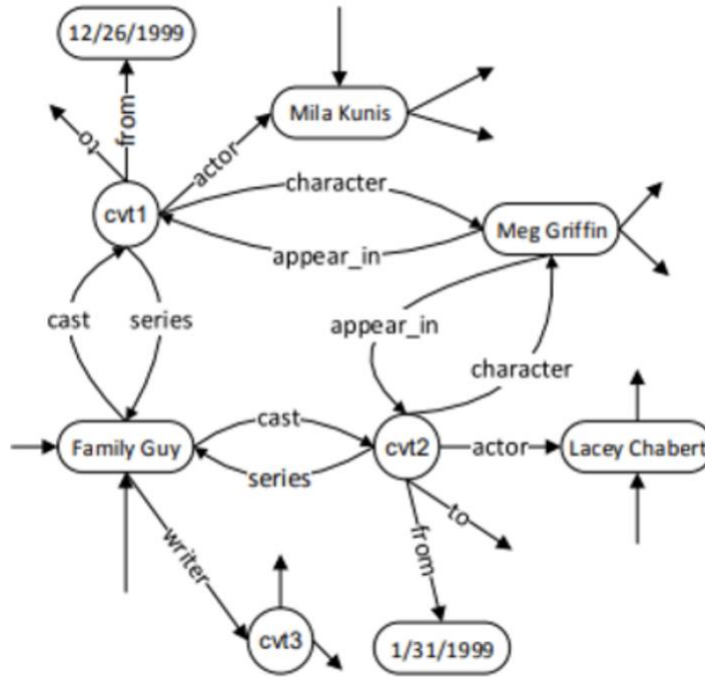 12/26/1999
Mila Kunis
to
from
actor
cvt1
character
Meg Griffin
appear_in
cast
series
appear_in
character
Family Guy
cast
series
cvt2
actor
Lacey Chabert
writer
from
to
cvt3
1/31/1999